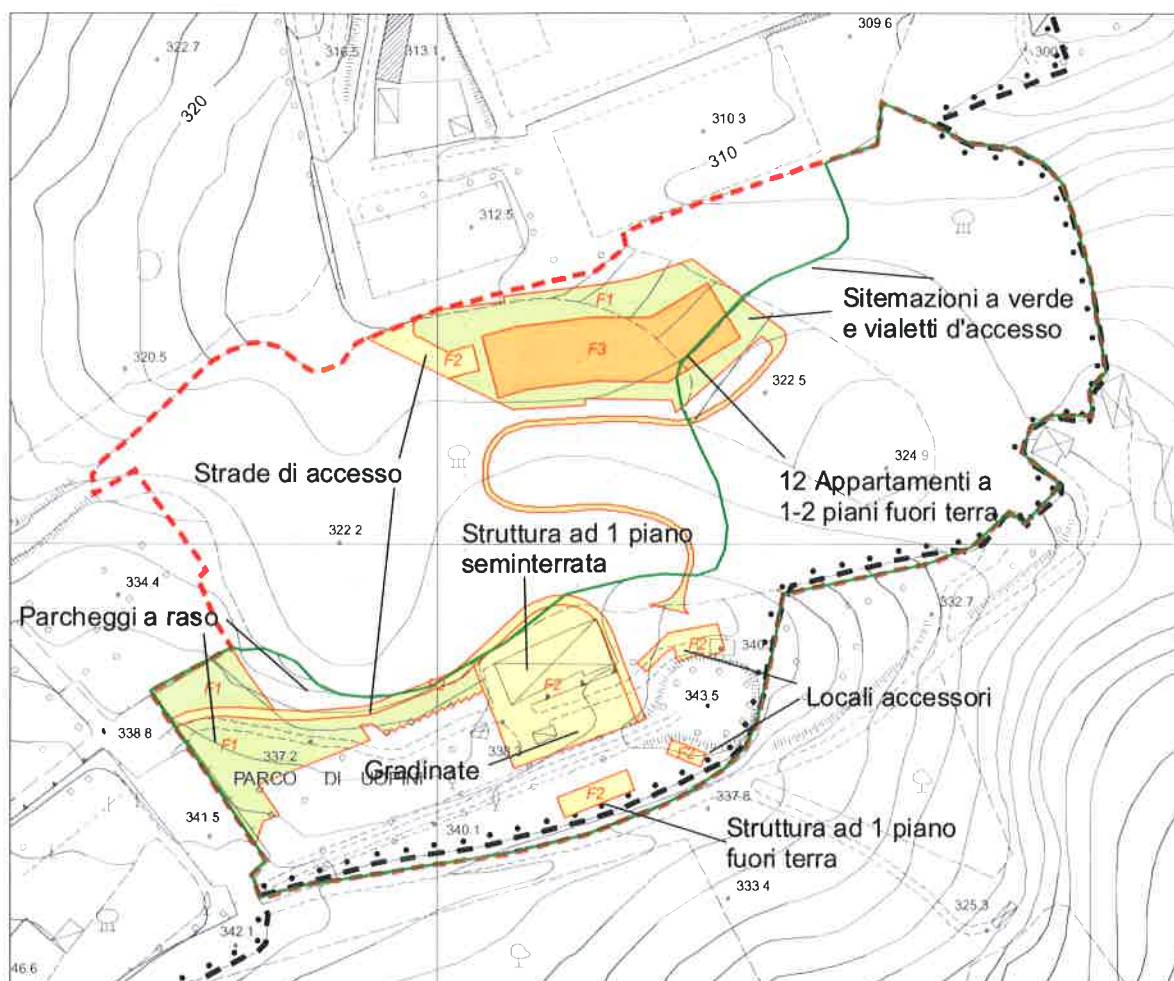 309.6
322.7
316.5
313.1
300
320
310.3
310
312.5
Sitemazioni a verde
e vialetti d'accesso
F1
F3
F2
320.5
322.5
Strade di accesso
324.9
12 Appartamenti a
1-2 piani fuori terra
322.2
Struttura ad 1 piano
seminterrata
334.4
332.7
Parcheggi a raso
F2
340
F1
F2
F2
343.5
Locali accessori
338.8
F1
337.2
F2
Gradinate
PARCO DI
F2
337.8
341.5
340.1
Struttura ad 1 piano
fuori terra
333.4
325.3
342.1
46.6